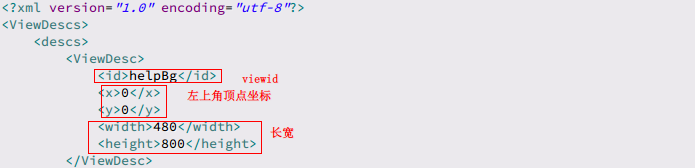 <?xml version="1.0" encoding="utf-8"?>
<ViewDescs>
<descs>
<ViewDesc>
<id>helpBg</id> viewid
<x>0</x> 左上角顶点坐标
<y>0</y>
<width>480</width> 长宽
<height>800</height>
</ViewDesc>